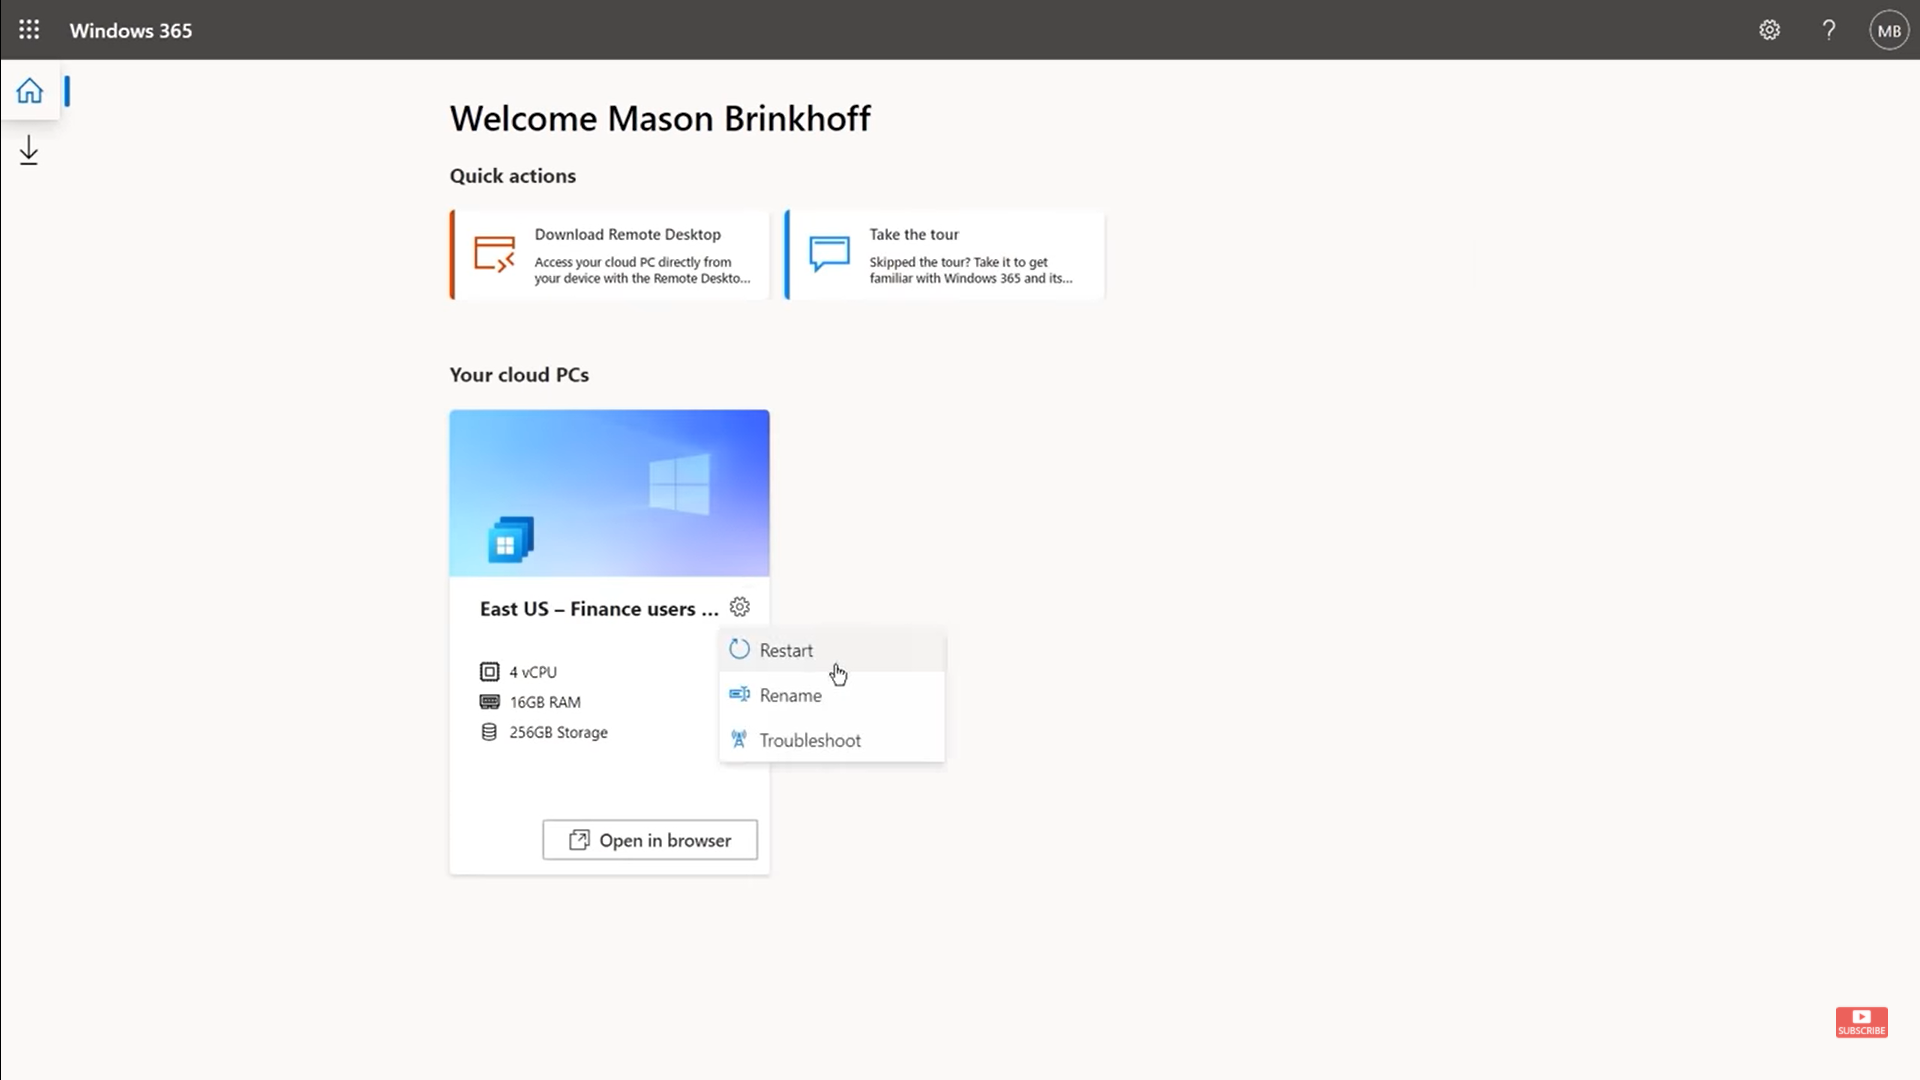 Windows 365
?
MB
Welcome Mason Brinkhoff
Quick actions
Download Remote Desktop
Access your cloud PC directly from
your device with the Remote Deskto...
Take the tour
Skipped the tour? Take it to get
familiar with Windows 365 and its...
Your cloud PCs
East US – Finance users ...
4 vCPU
16GB RAM
256GB Storage
Restart
Rename
Troubleshoot
Open in browser
SUBSCRIBE